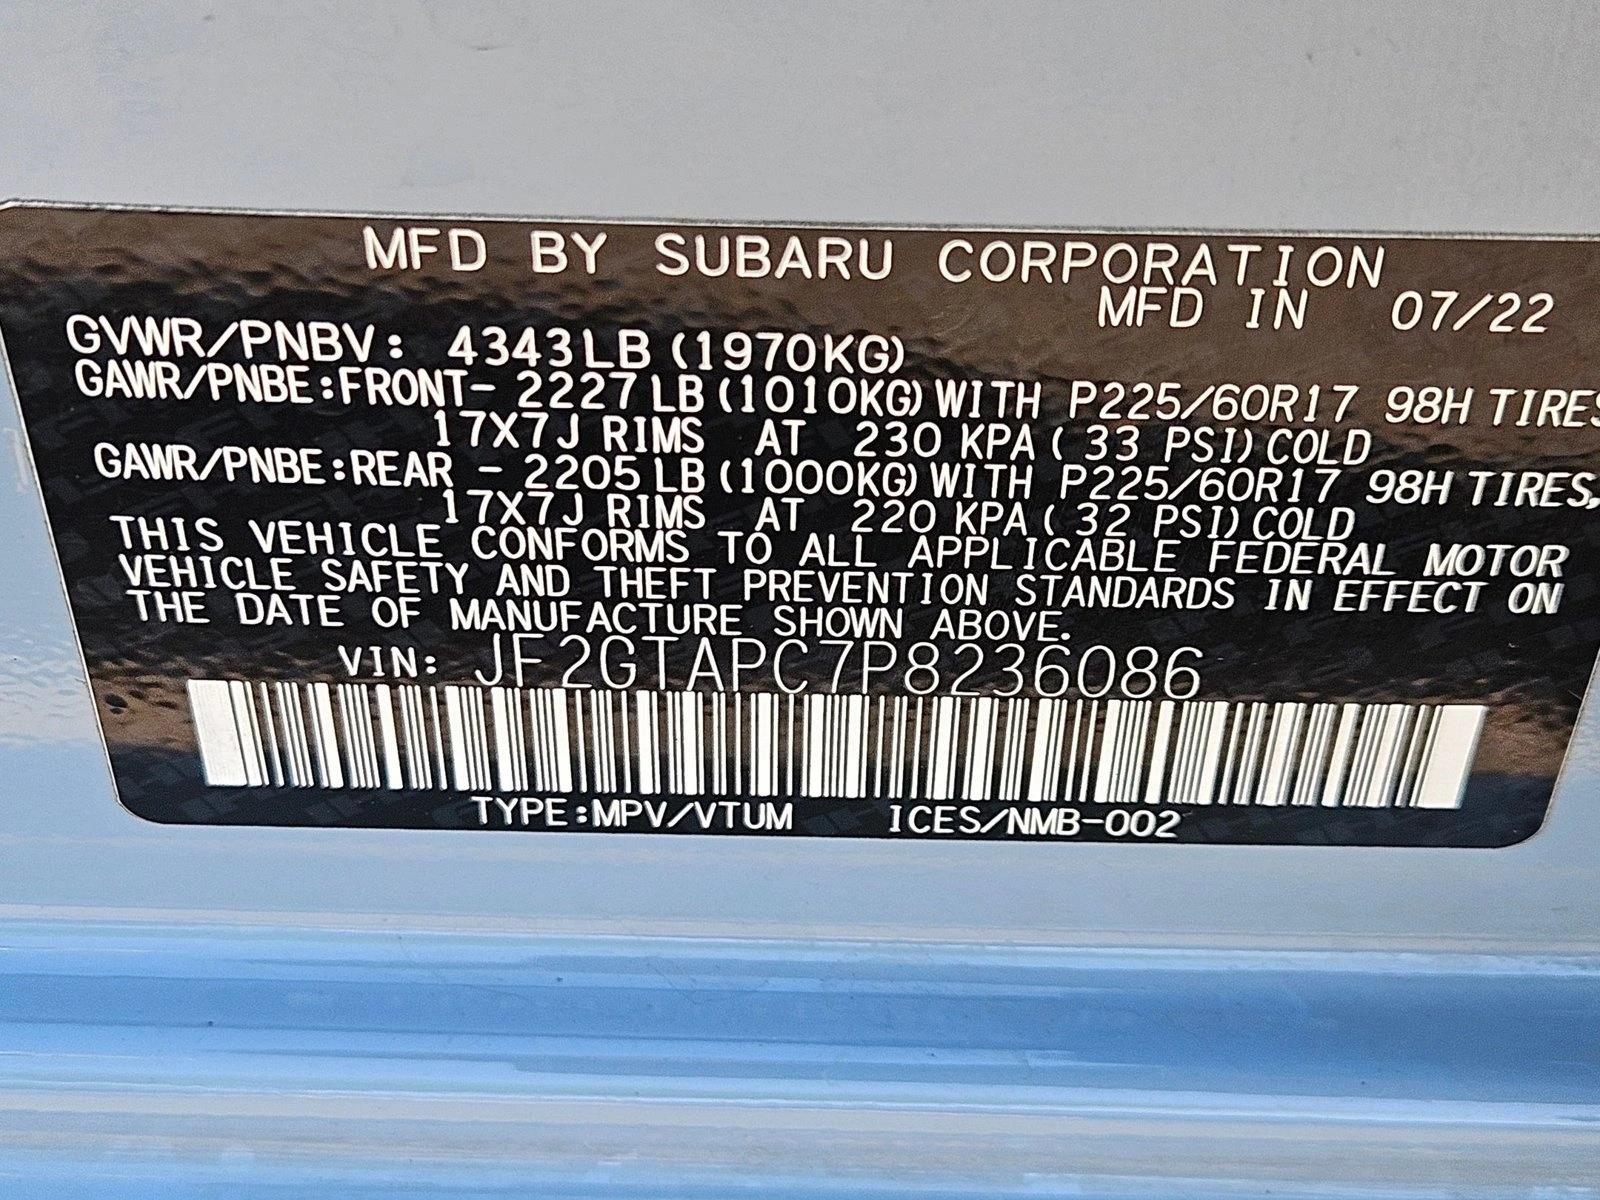 MFD BY SUBARU CORPORATION
MFD IN 07/22
GVWR/PNBV: 4343LB (1970KG)
GAWR/PNBE:FRONT- 2227LB (1010KG) WITH P225/60R17 98H TIRES
17X7J RIMS AT 230 KPA ( 33 PSI) COLD
GAWR/PNBE:REAR - 2205LB (1000KG) WITH P225/60R17 98H TIRES,
17X7J RIMS AT 220 KPA ( 32 PSI) COLD
THIS VEHICLE CONFORMS TO ALL APPLICABLE FEDERAL MOTOR
VEHICLE SAFETY AND THEFT PREVENTION STANDARDS IN EFFECT ON
THE DATE OF MANUFACTURE SHOWN ABOVE.
VIN: JF2GTAPC7P8236086
TYPE:MPV/VTUM ICES/NMB-002